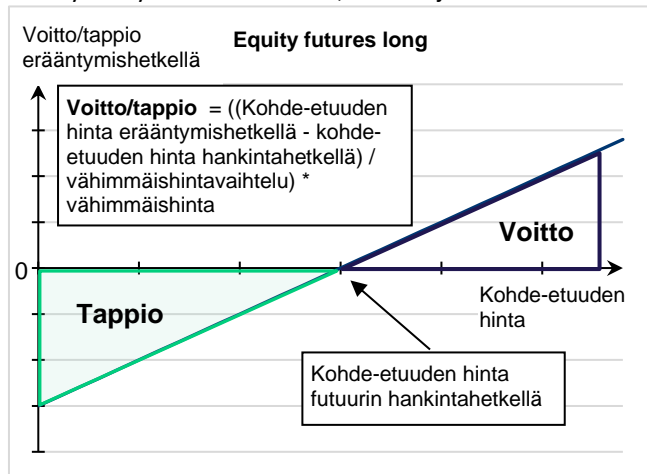 Voitto/tappio
erääntymishetkellä
Equity futures long
Voitto/tappio = ((Kohde-etuuden
hinta erääntymishetkellä - kohde-
etuuden hinta hankintahetkellä) /
vähimmäishintavaihtelu) *
vähimmäishinta
Voitto
0
Kohde-etuuden
hinta
Tappio
Kohde-etuuden hinta
futuurin hankintahetkellä